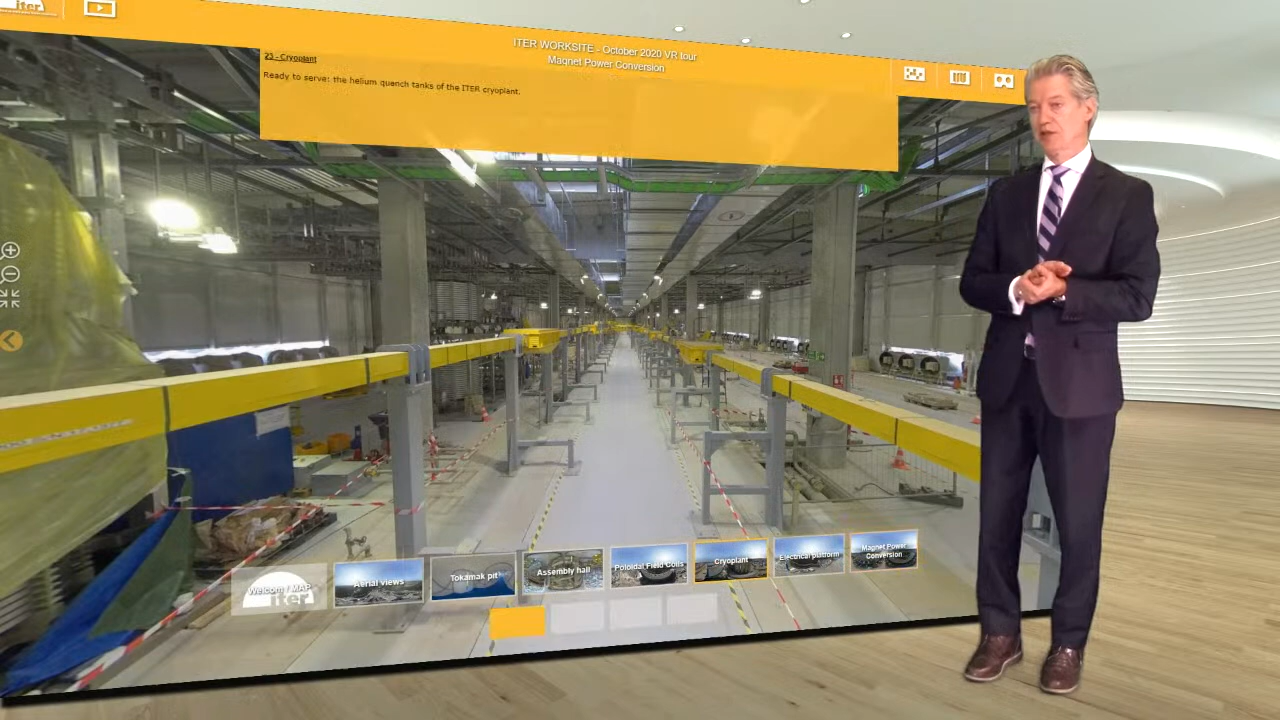 iter
ITER WORKSITE - October 2020 VR tour
Magnet Power Conversion
23 - Cryoplant
Ready to serve: the helium quench tanks of the ITER cryoplant.
Welcom / MAP
iter
Aerial views
Tokamak pit
Assembly hall
Poloidal Field Coils
Cryoplant
Electrical platform
Magnet Power
Conversion